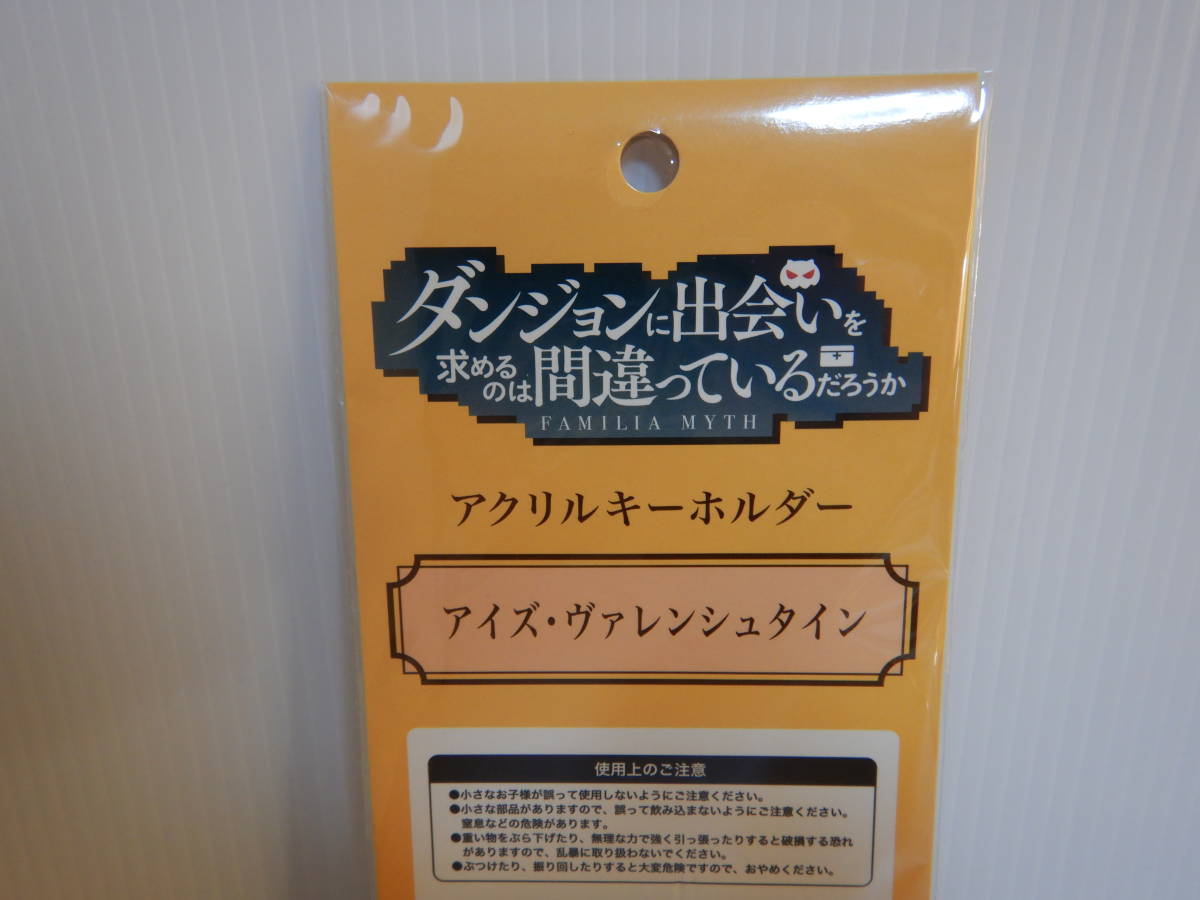 ダンジョンに出会いを
求めるのは間違っているだろうか
FAMILIA MYTH
アクリルキーホルダー
アイズ・ヴァレンシュタイン
使用上のご注意
●小さなお子様が誤って使用しないようにご注意ください。
●小さな部品がありますので、誤って飲み込まないようにご注意ください。
窒息などの危険があります。
●重い物をぶら下げたり、無理な力で強く引っ張ったりすると破損する恐れ
がありますので、乱暴に取り扱わないでください。
●ぶつけたり、振り回したりすると大変危険ですので、おやめください。